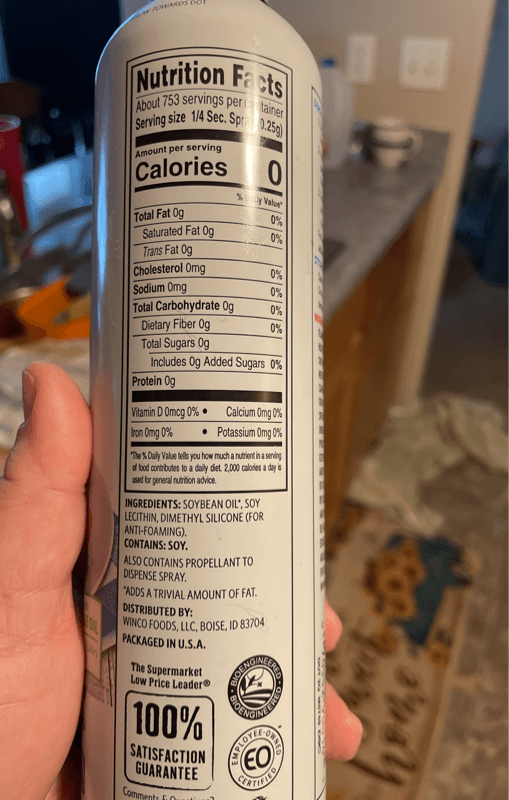 TOWARDS DOT
Nutrition Facts
About 753 servings per container
Serving size 1/4 Sec. Spray (0.25g)
Amount per serving
Calories 0
% Daily Value*
Total Fat 0g 0%
Saturated Fat 0g 0%
Trans Fat 0g
Cholesterol 0mg 0%
Sodium 0mg 0%
Total Carbohydrate 0g 0%
Dietary Fiber 0g 0%
Total Sugars 0g
Includes 0g Added Sugars 0%
Protein 0g
Vitamin D 0mcg 0% • Calcium 0mg 0%
Iron 0mg 0% • Potassium 0mg 0%
*The % Daily Value tells you how much a nutrient in a serving
of food contributes to a daily diet. 2,000 calories a day is
used for general nutrition advice.
INGREDIENTS: SOYBEAN OIL*, SOY
LECITHIN, DIMETHYL SILICONE (FOR
ANTI-FOAMING).
CONTAINS: SOY.
ALSO CONTAINS PROPELLANT TO
DISPENSE SPRAY.
*ADDS A TRIVIAL AMOUNT OF FAT.
DISTRIBUTED BY:
WINCO FOODS, LLC, BOISE, ID 83704
PACKAGED IN U.S.A.
The Supermarket
Low Price Leader®
100%
SATISFACTION
GUARANTEE
BIOENGINEERED
BIOENGINEERED
EMPLOYEE-OWNED
EO
CERTIFIED
Comments & Questions?
home